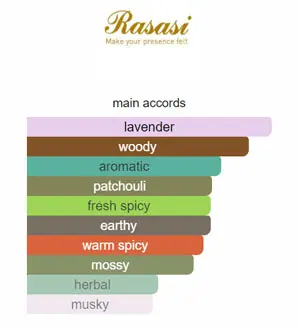 Rasasi
Make your presence felt
main accords
lavender
woody
aromatic
patchouli
fresh spicy
earthy
warm spicy
mossy
herbal
musky